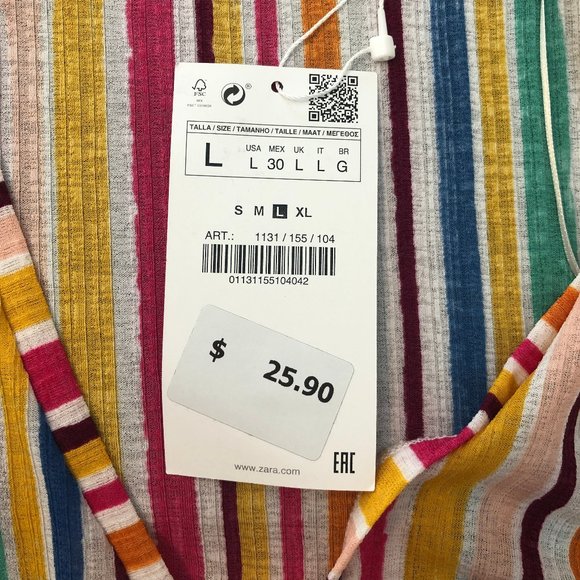 FSC
TALLA / SIZE / TAMANHO / TAILLE / MAAT / ΜΕΓΕΘΟΣ
USA MEX UK IT BR
L L 30 L L G
S M L XL
ART.: 1131 / 155 / 104
01131155104042
$ 25.90
www.zara.com EAC